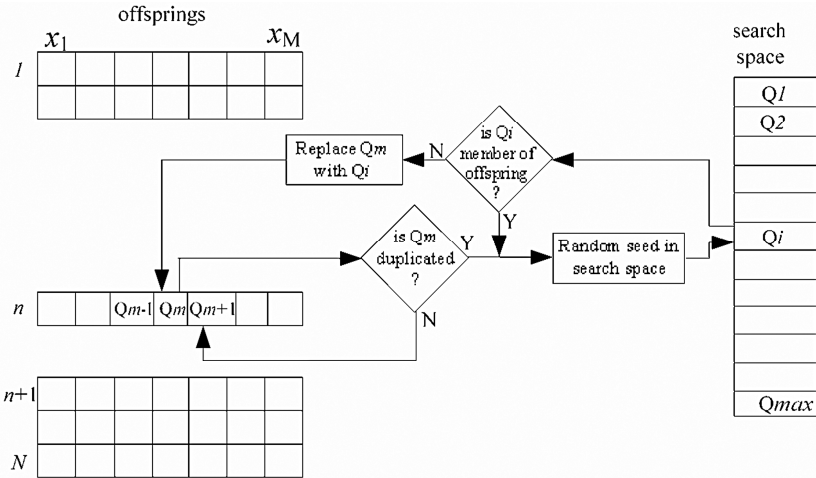 offsprings
x1 xM
1
search
space
Q1
Q2
is Qi
member of
offspring
?
N
Y
Replace Qm
with Qi
is Qm
duplicated
?
Y
N
Random seed in
search space
Qi
n
Qm-1 Qm Qm+1
n+1
N
Qmax